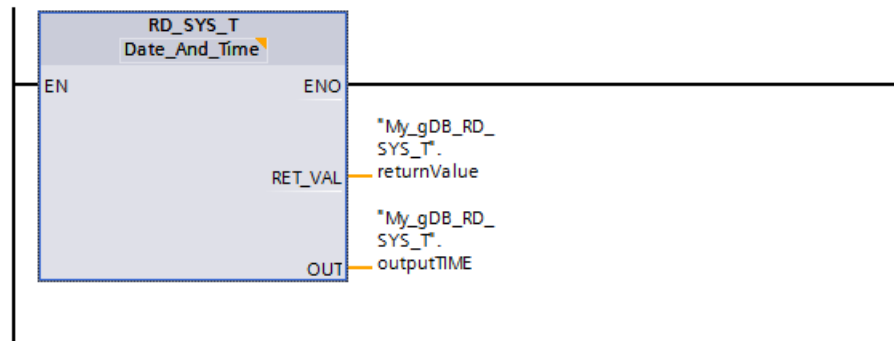 RD_SYS_T
Date_And_Time
EN
ENO
"My_gDB_RD_
SYS_T".
returnValue
RET_VAL
"My_gDB_RD_
SYS_T".
outputTIME
OUT